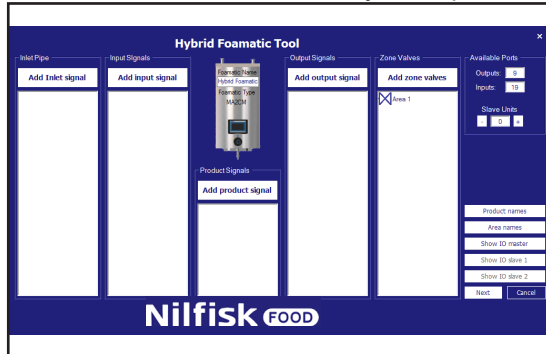 Hybrid Foamatic Tool
×
Inlet Pipe
Add Inlet signal
Input Signals
Add input signal
Foamatic Name
Hybrid Foamatic
Foamatic Type
MA2CM
Product Signals
Add product signal
Output Signals
Add output signal
Zone Valves
Add zone valves
Area 1
Available Ports
Outputs: 9
Inputs: 19
Slave Units
- 0 +
Product names
Area names
Show IO master
Show IO slave 1
Show IO slave 2
Next Cancel
Nilfisk FOOD